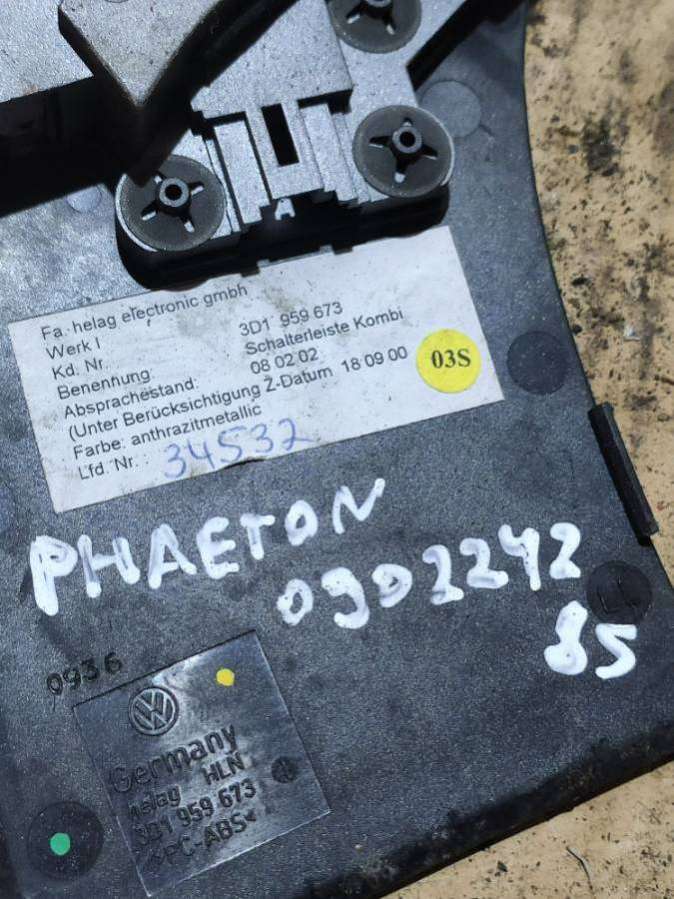 A
Fa. helag electronic gmbh
Werk I
Kd. Nr. 3D1 959 673
Benennung: Schalterleiste Kombi
Absprachestand: 08 02 02
(Unter Berücksichtigung Z-Datum 18 09 00
Farbe: anthrazitmetallic
Lfd. Nr.: 34532
03S
PHAETON
0902242
85
0936
VW
Germany
helag HLN
3D1 959 673
>PC-ABS<